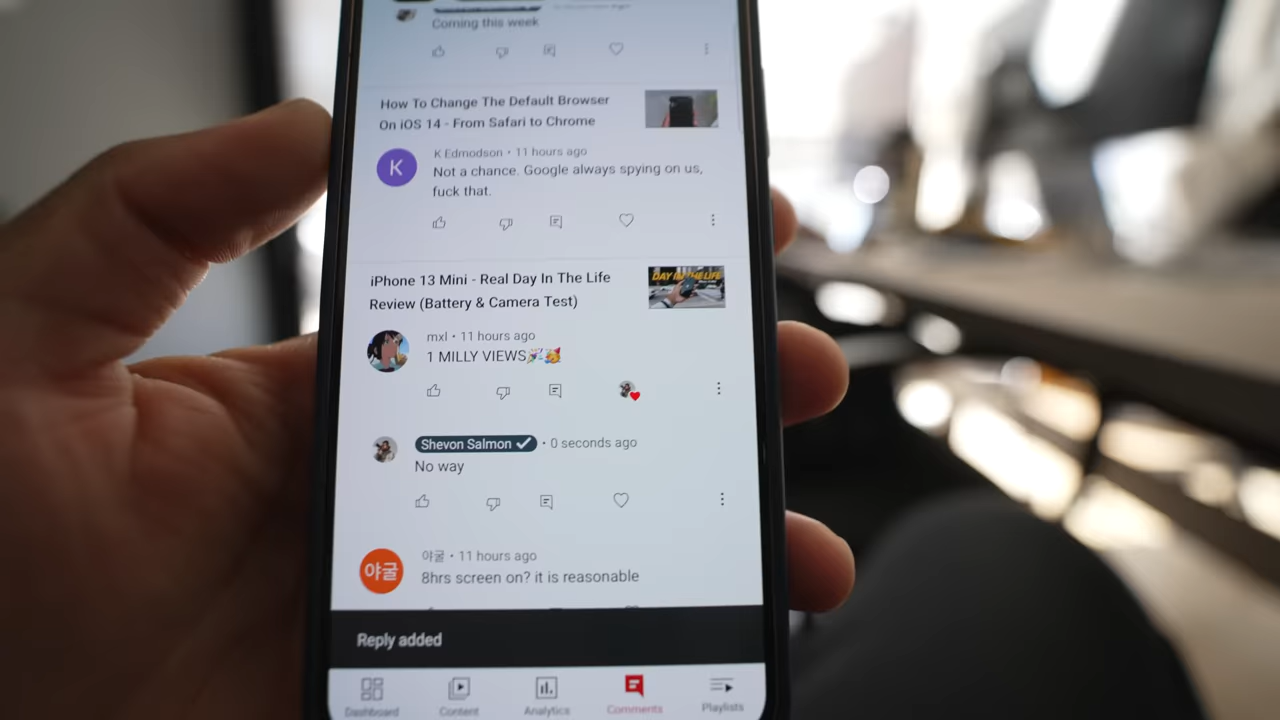 Coming this week
How To Change The Default Browser
On iOS 14 - From Safari to Chrome
K
K Edmodson • 11 hours ago
Not a chance. Google always spying on us,
fuck that.
iPhone 13 Mini - Real Day In The Life
Review (Battery & Camera Test)
DAY IN THE LIFE
mxl • 11 hours ago
1 MILLY VIEWS🎉🥳
Shevon Salmon ✔ • 0 seconds ago
No way
야굴
야굴 • 11 hours ago
8hrs screen on? it is reasonable
Reply added
Dashboard
Content
Analytics
Comments
Playlists